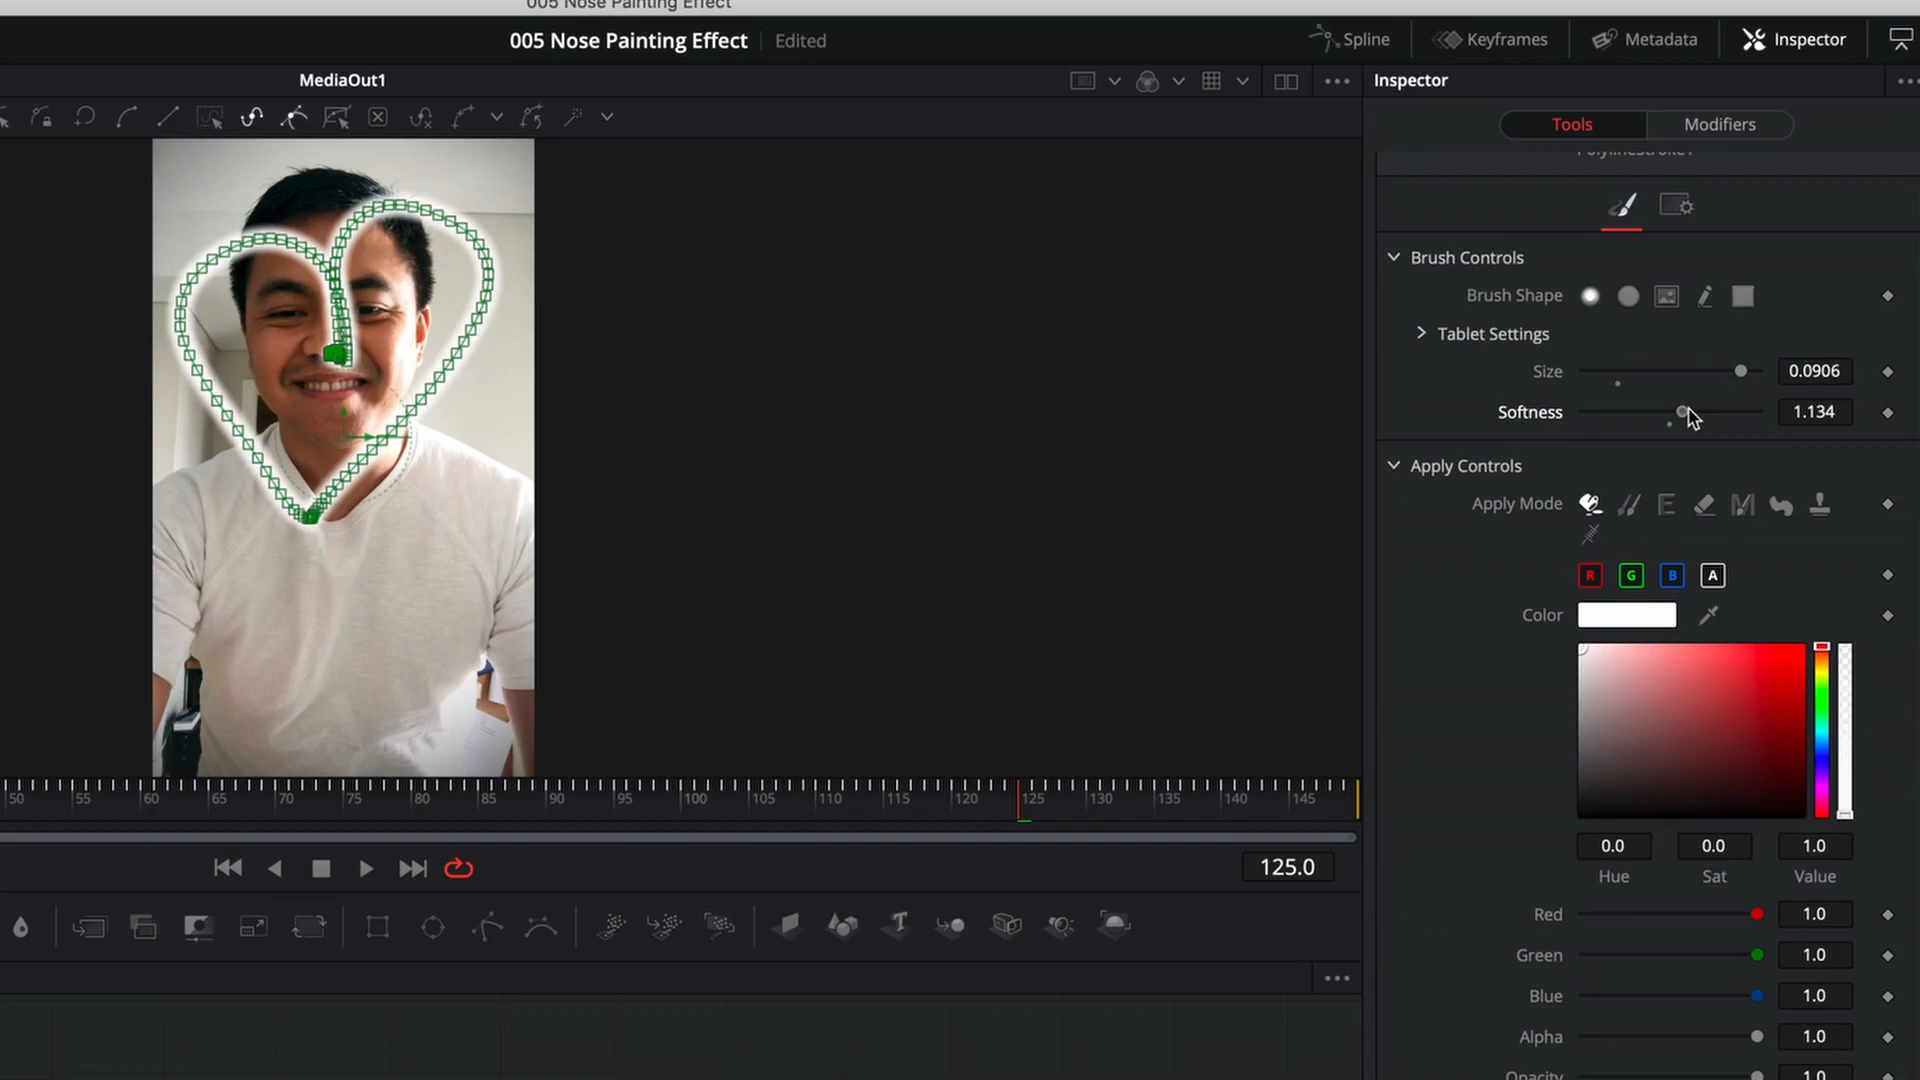 005 Nose Painting Effect
005 Nose Painting Effect Edited
Spline Keyframes Metadata Inspector
MediaOut1
Inspector
Tools Modifiers
PolylineStroke1
Brush Controls
Brush Shape
Tablet Settings
Size 0.0906
Softness 1.134
Apply Controls
Apply Mode
R G B A
Color
0.0 0.0 1.0
Hue Sat Value
Red 1.0
Green 1.0
Blue 1.0
Alpha 1.0
Opacity 1.0
50 55 60 65 70 75 80 85 90 95 100 105 110 115 120 125 130 135 140 145
125.0